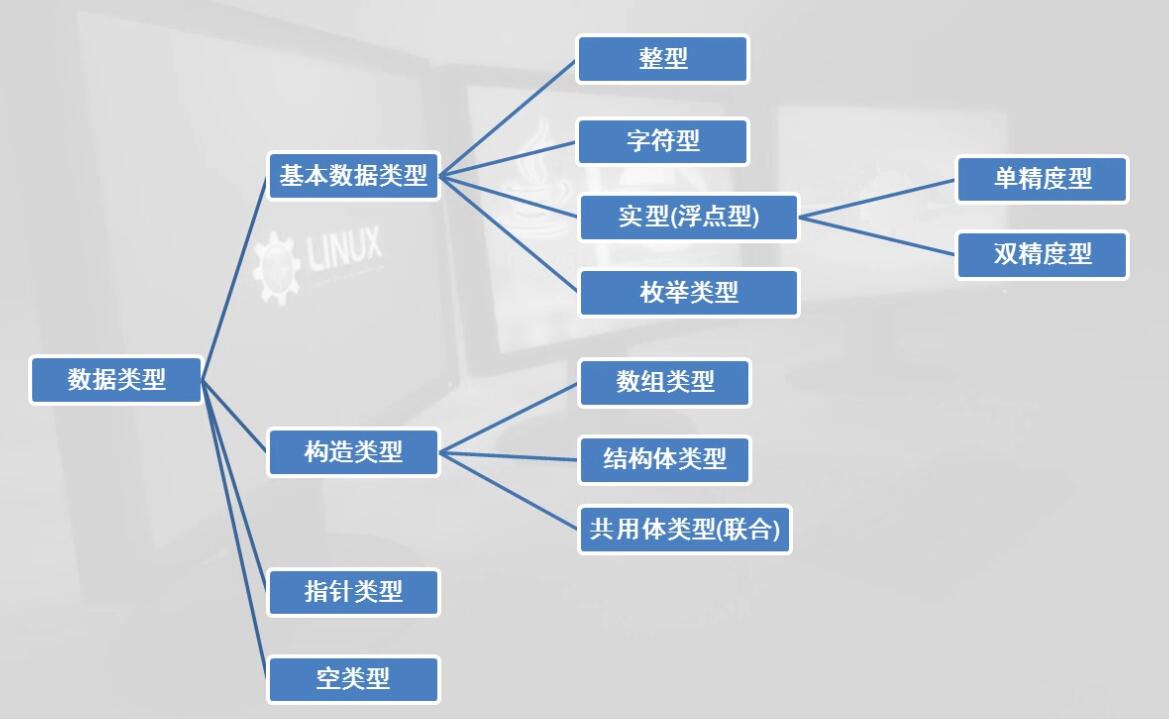 整型
字符型
基本数据类型
单精度型
实型(浮点型)
LINUX
双精度型
枚举类型
数据类型
数组类型
构造类型
结构体类型
共用体类型(联合)
指针类型
空类型